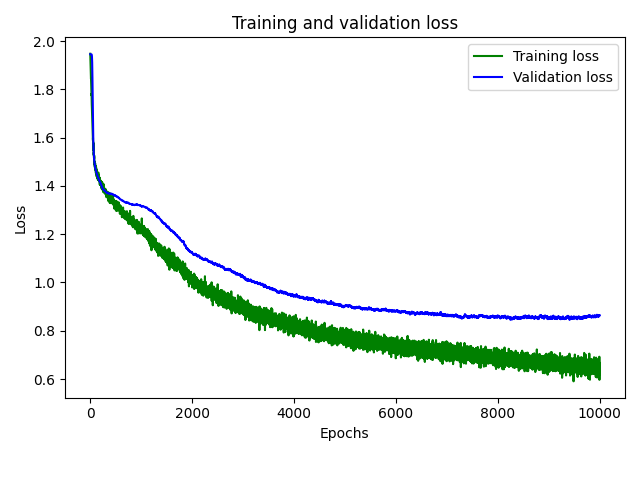 Training and validation loss
Training loss
Validation loss
Loss
2.0
1.8
1.6
1.4
1.2
1.0
0.8
0.6
0 2000 4000 6000 8000 10000
Epochs